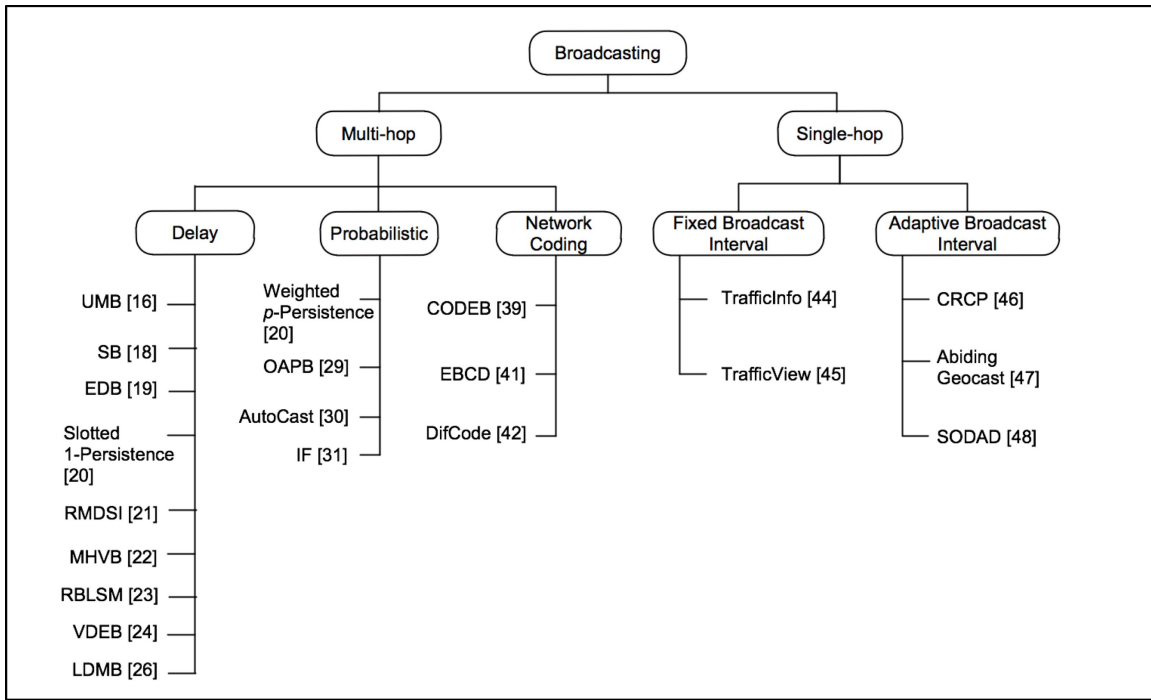 Broadcasting
Multi-hop
Single-hop
Delay
Probabilistic
Network
Coding
Fixed Broadcast
Interval
Adaptive Broadcast
Interval
UMB [16]
SB [18]
EDB [19]
Slotted
1-Persistence
[20]
RMDSI [21]
MHVB [22]
RBLSM [23]
VDEB [24]
LDMB [26]
Weighted
p-Persistence
[20]
OAPB [29]
AutoCast [30]
IF [31]
CODEB [39]
EBCD [41]
DifCode [42]
TrafficInfo [44]
TrafficView [45]
CRCP [46]
Abiding
Geocast [47]
SODAD [48]